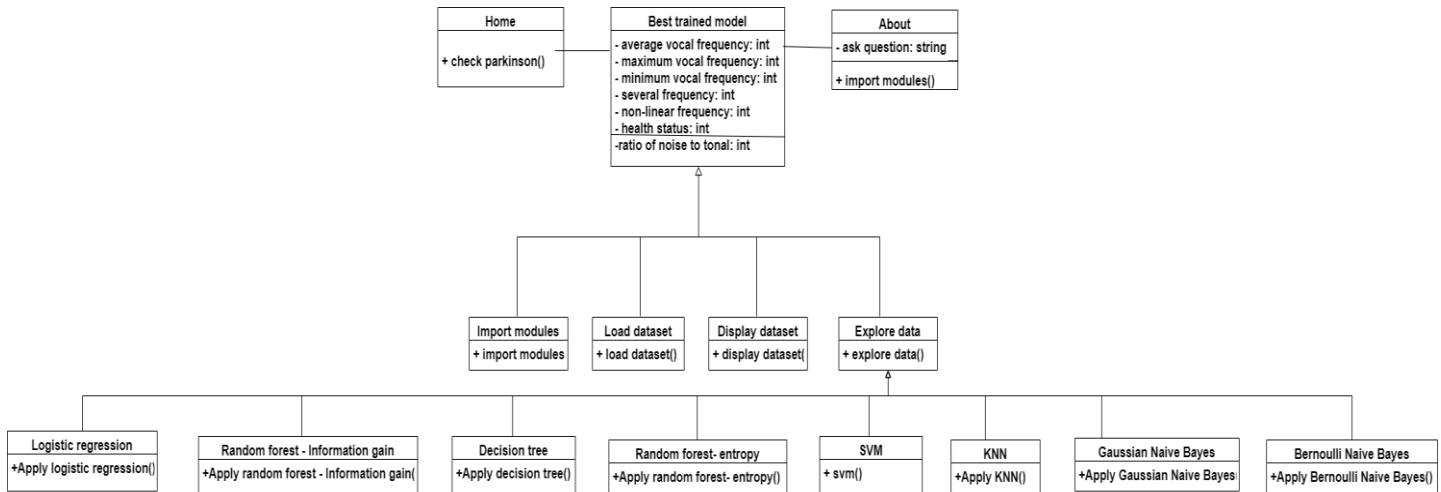 Home
+ check parkinson()
Best trained model
- average vocal frequency: int
- maximum vocal frequency: int
- minimum vocal frequency: int
- several frequency: int
- non-linear frequency: int
- health status: int
-ratio of noise to tonal: int
About
- ask question: string
+ import modules()
Import modules
+ import modules
Load dataset
+ load dataset()
Display dataset
+ display dataset(
Explore data
+ explore data()
Logistic regression
+Apply logistic regression()
Random forest - Information gain
+Apply random forest - Information gain(
Decision tree
+Apply decision tree()
Random forest- entropy
+Apply random forest- entropy()
SVM
+ svm()
KNN
+Apply KNN()
Gaussian Naive Bayes
+Apply Gaussian Naive Bayes
Bernoulli Naive Bayes
+Apply Bernoulli Naive Bayes()